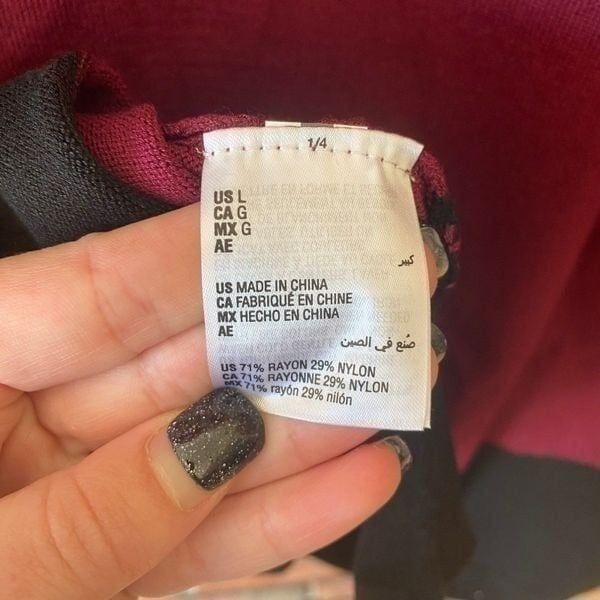 1/4
US L
CA G
MX G
AE
كبير
US MADE IN CHINA
CA FABRIQUÉ EN CHINE
MX HECHO EN CHINA
AE
صنع في الصين
US 71% RAYON 29% NYLON
CA 71% RAYONNE 29% NYLON
MX 71% rayón 29% nilón